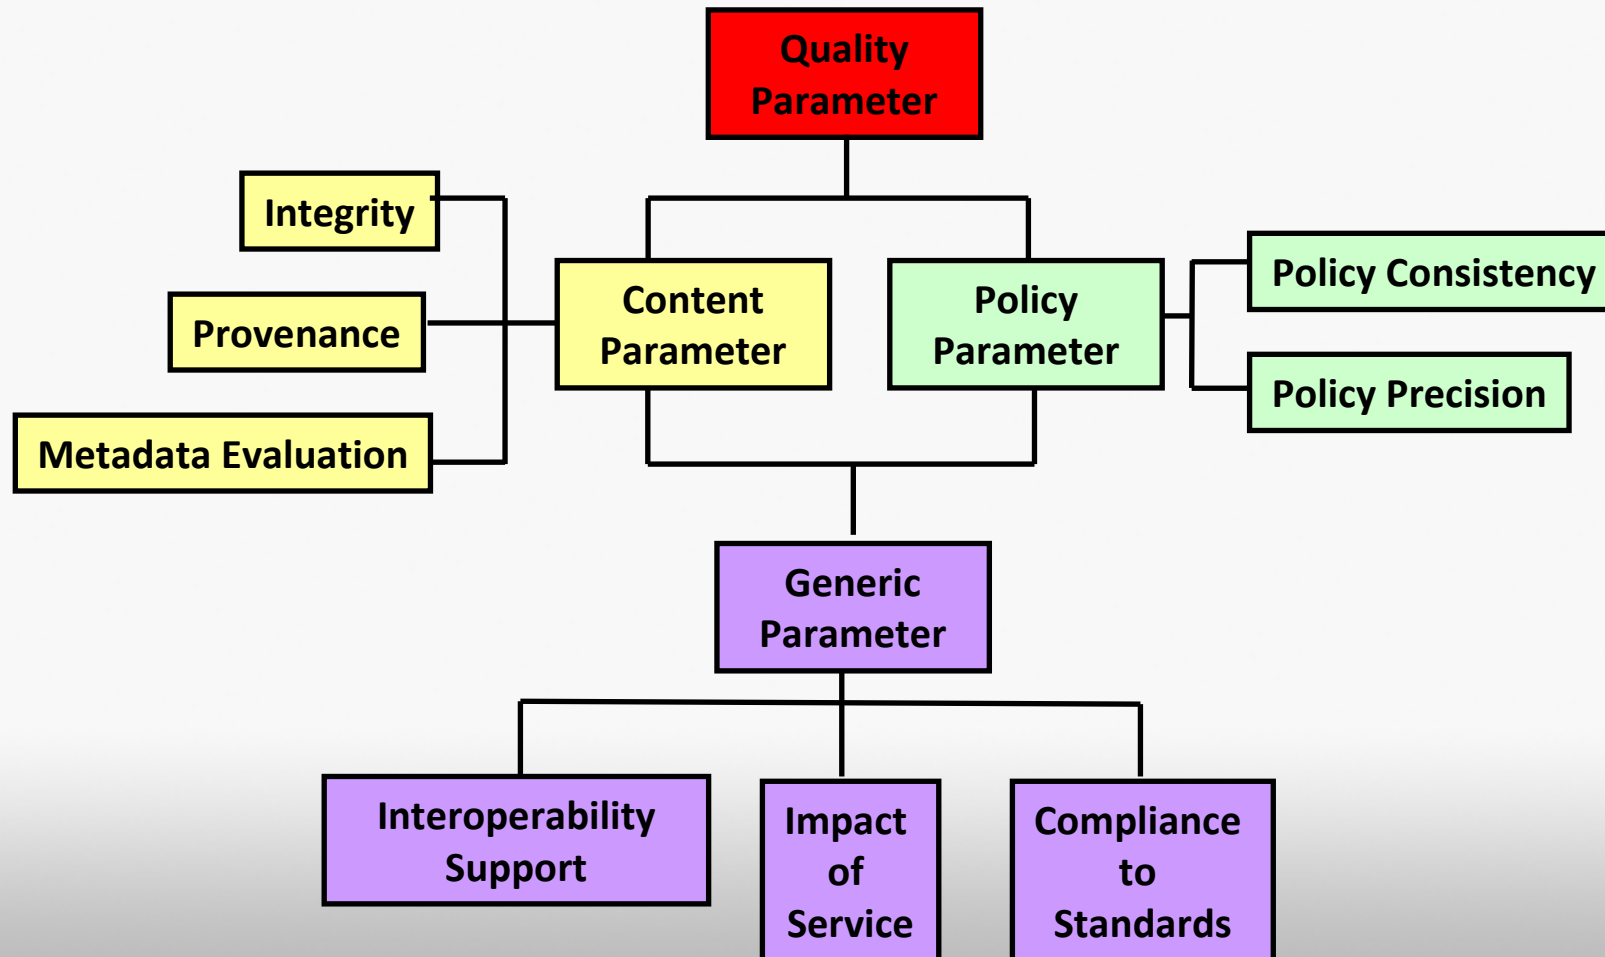 Quality
Parameter
Integrity
Provenance
Metadata Evaluation
Content
Parameter
Policy
Parameter
Policy Consistency
Policy Precision
Generic
Parameter
Interoperability
Support
Impact
of
Service
Compliance
to
Standards